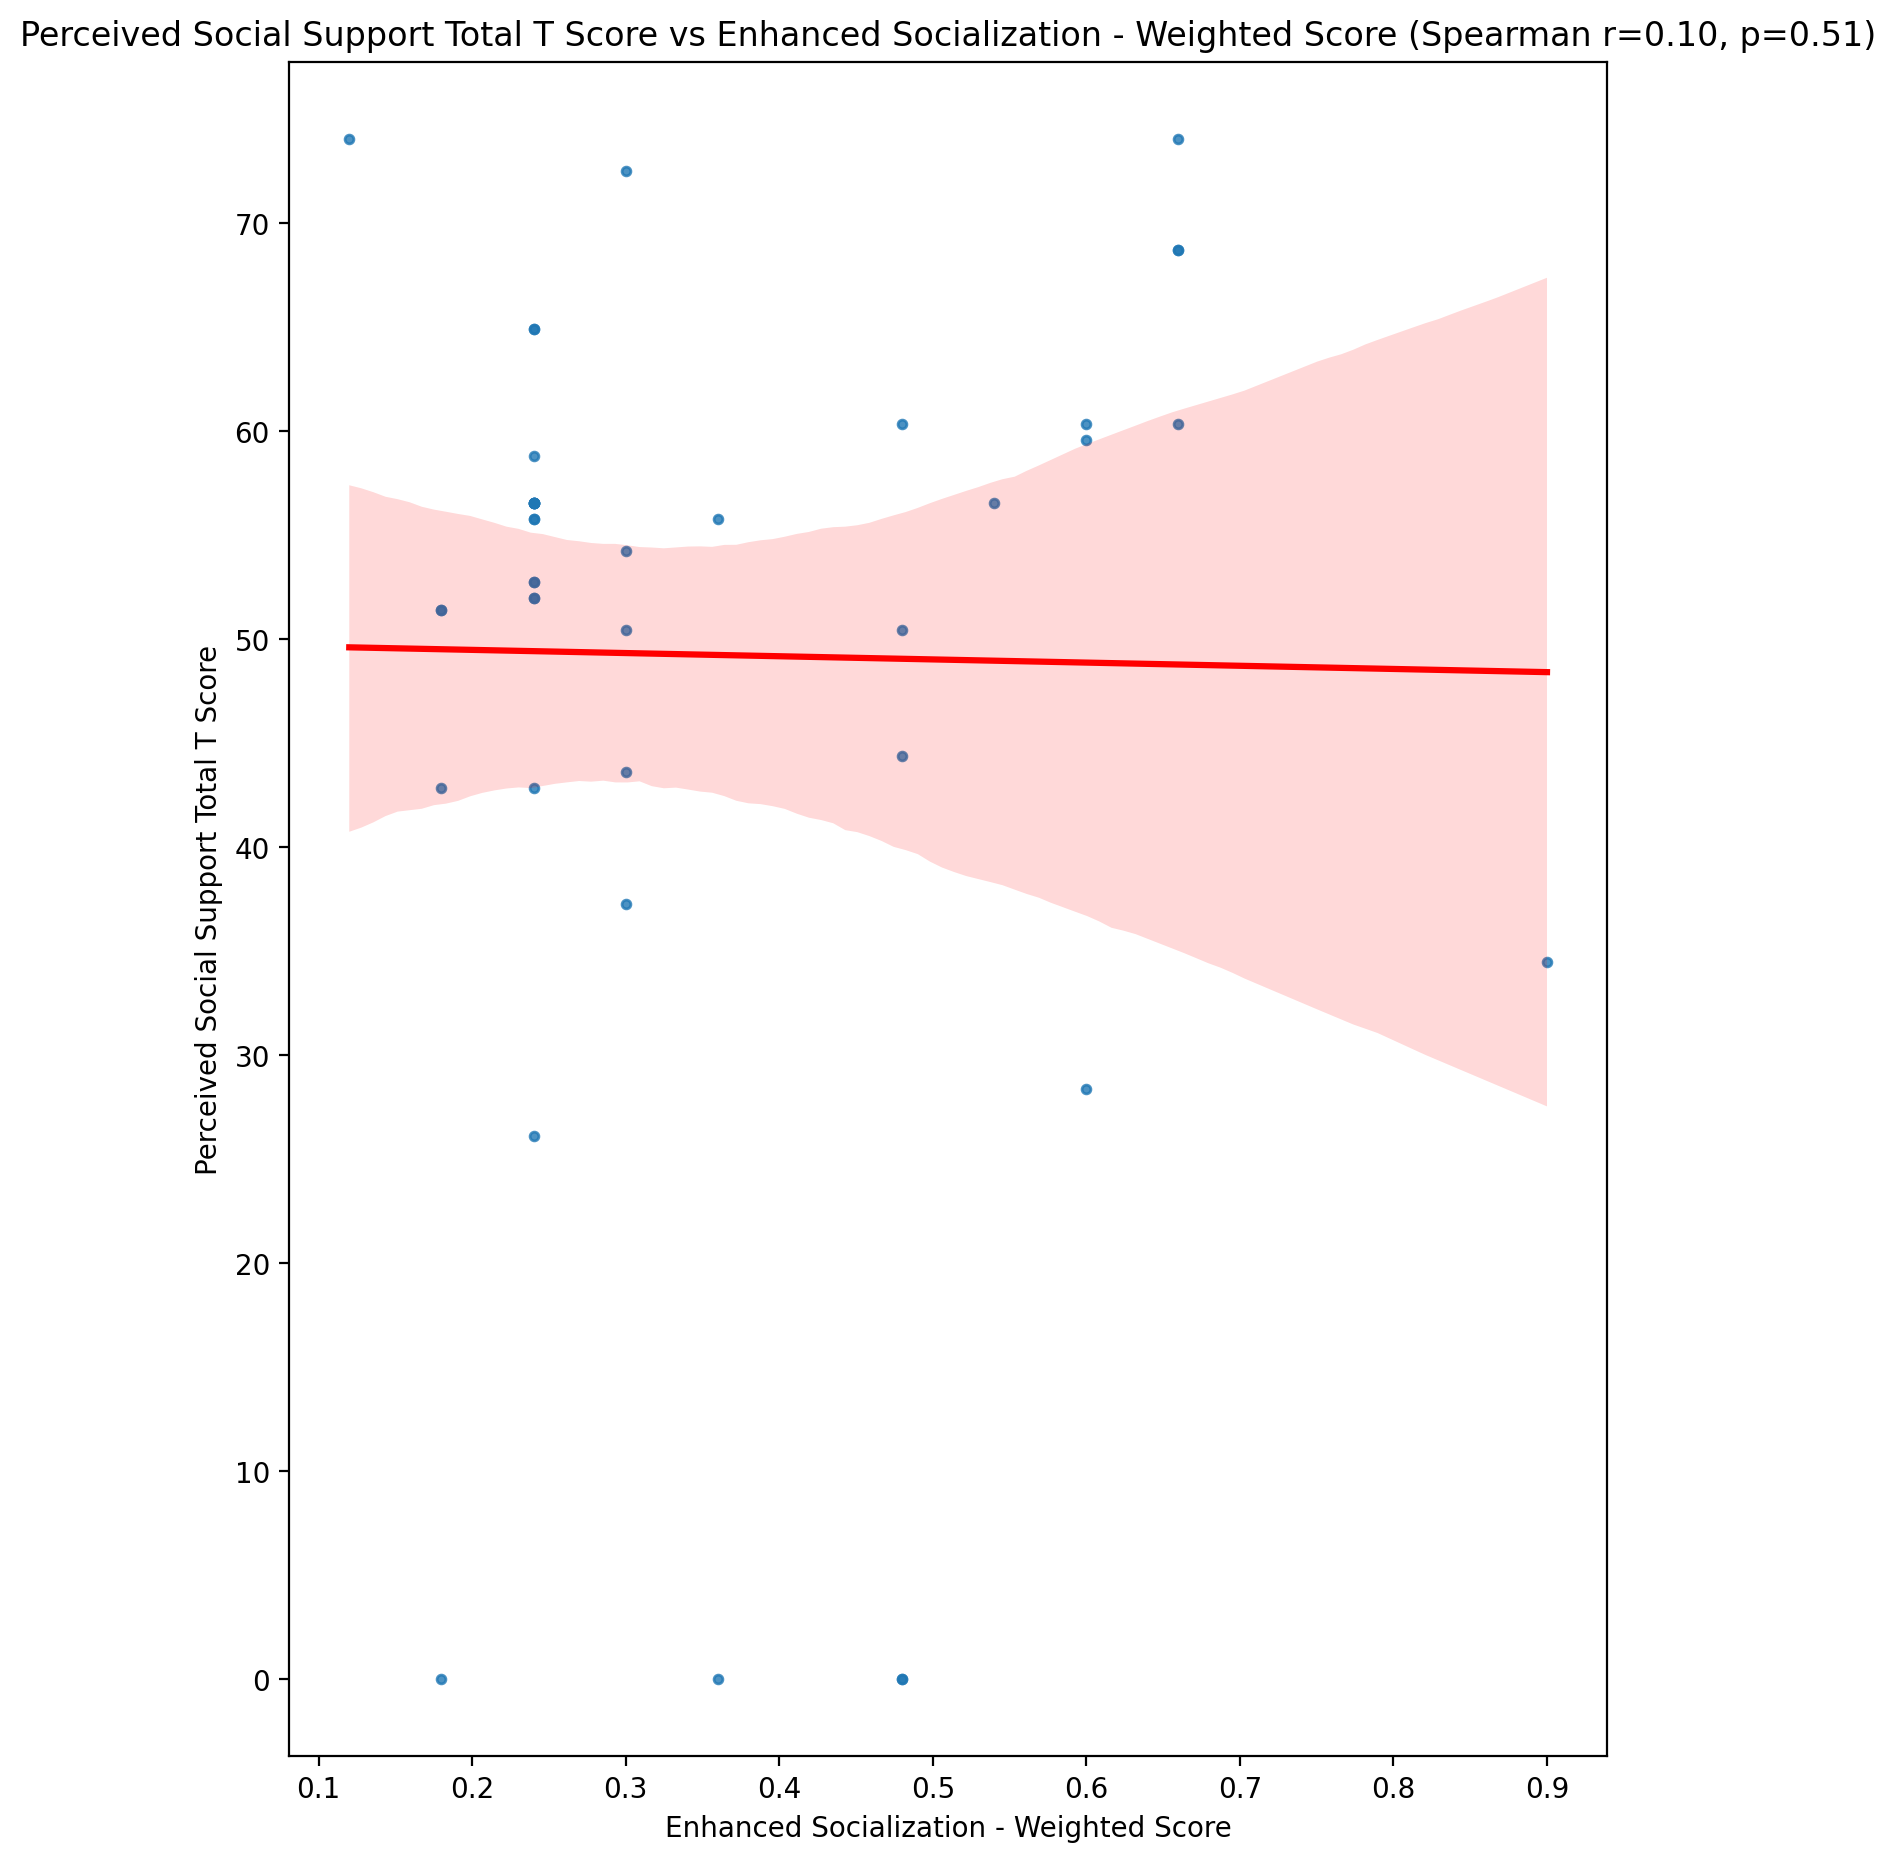 Perceived Social Support Total T Score vs Enhanced Socialization - Weighted Score (Spearman r=0.10, p=0.51)
Perceived Social Support Total T Score
70
60
50
40
30
20
10
0
0.1 0.2 0.3 0.4 0.5 0.6 0.7 0.8 0.9
Enhanced Socialization - Weighted Score